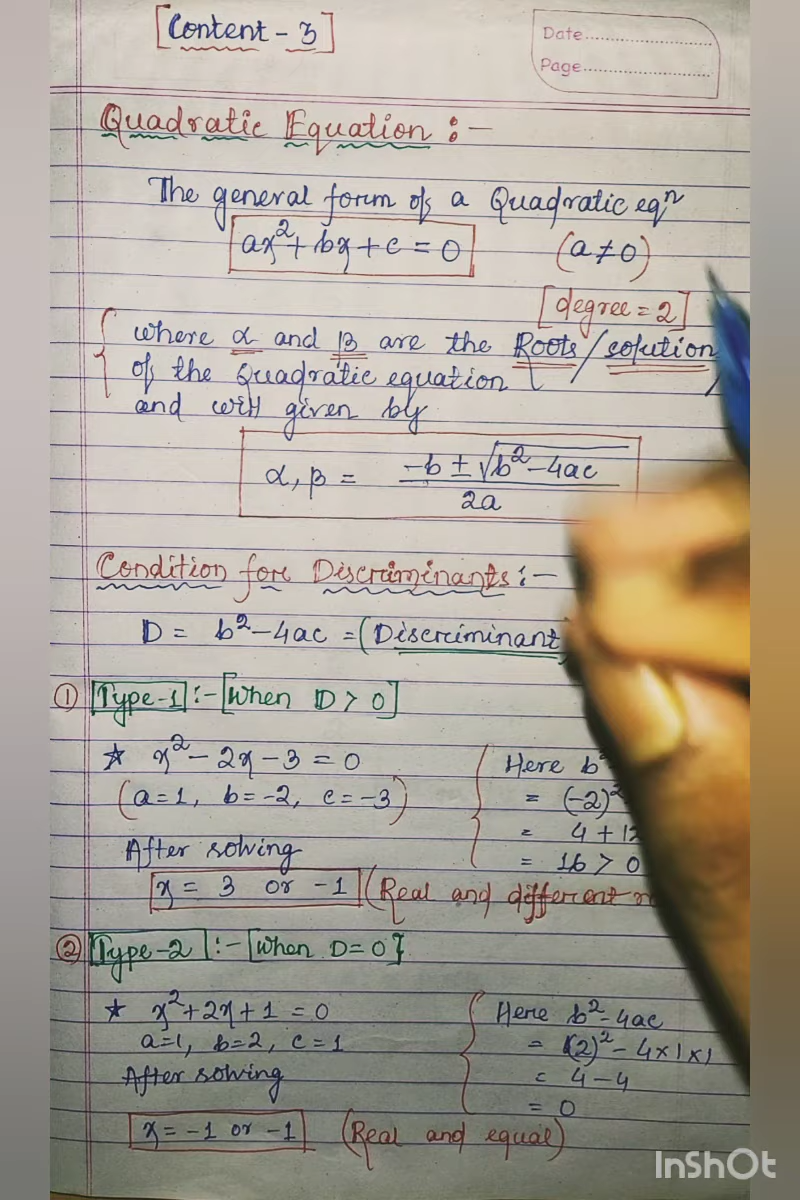 [Content - 3]
Date
Page
Quadratic Equation :-
The general form of a Quadratic eqⁿ
ax² + bx + c = 0 (a ≠ 0)
[degree = 2]
where α and β are the Roots / solution
of the Quadratic equation
and will given by
α, β = (-b ± √(b² - 4ac)) / 2a
Condition for Discriminants :-
D = b² - 4ac = (Discriminant
① Type-1 :- [When D > 0]
☆ x² - 2x - 3 = 0
(a = 1, b = -2, c = -3)
After solving
x = 3 or -1 (Real and different
Here b²
= (-2)²
= 4 + 12
= 16 > 0
② Type-2 :- [When D = 0}
☆ x² + 2x + 1 = 0
a = 1, b = 2, c = 1
After solving
x = -1 or -1 (Real and equal)
Here b² - 4ac
= (2)² - 4 × 1 × 1
= 4 - 4
= 0
InShOt